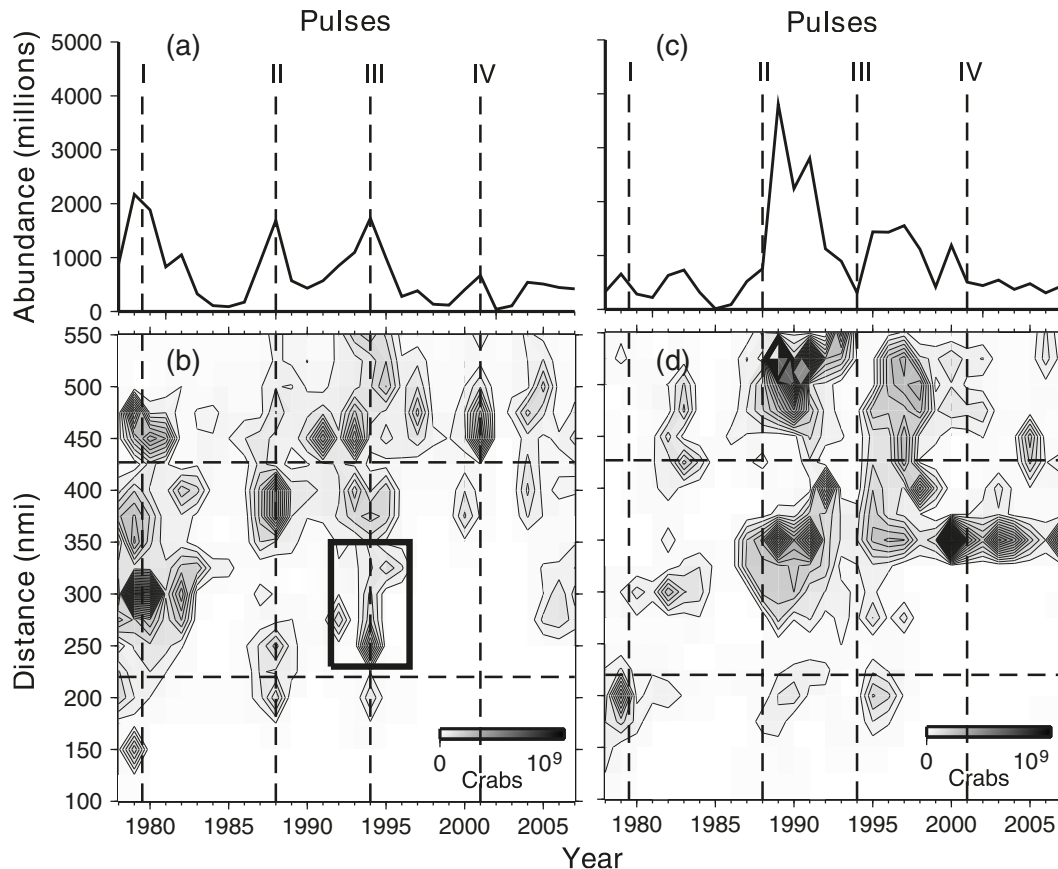 Pulses
Pulses
(a)
(c)
I
II
III
IV
I
II
III
IV
Abundance (millions)
5000
4000
3000
2000
1000
0
(b)
(d)
Distance (nmi)
550
500
450
400
350
300
250
200
150
100
0
10⁹
Crabs
0
10⁹
Crabs
1980
1985
1990
1995
2000
2005
1980
1985
1990
1995
2000
2005
Year